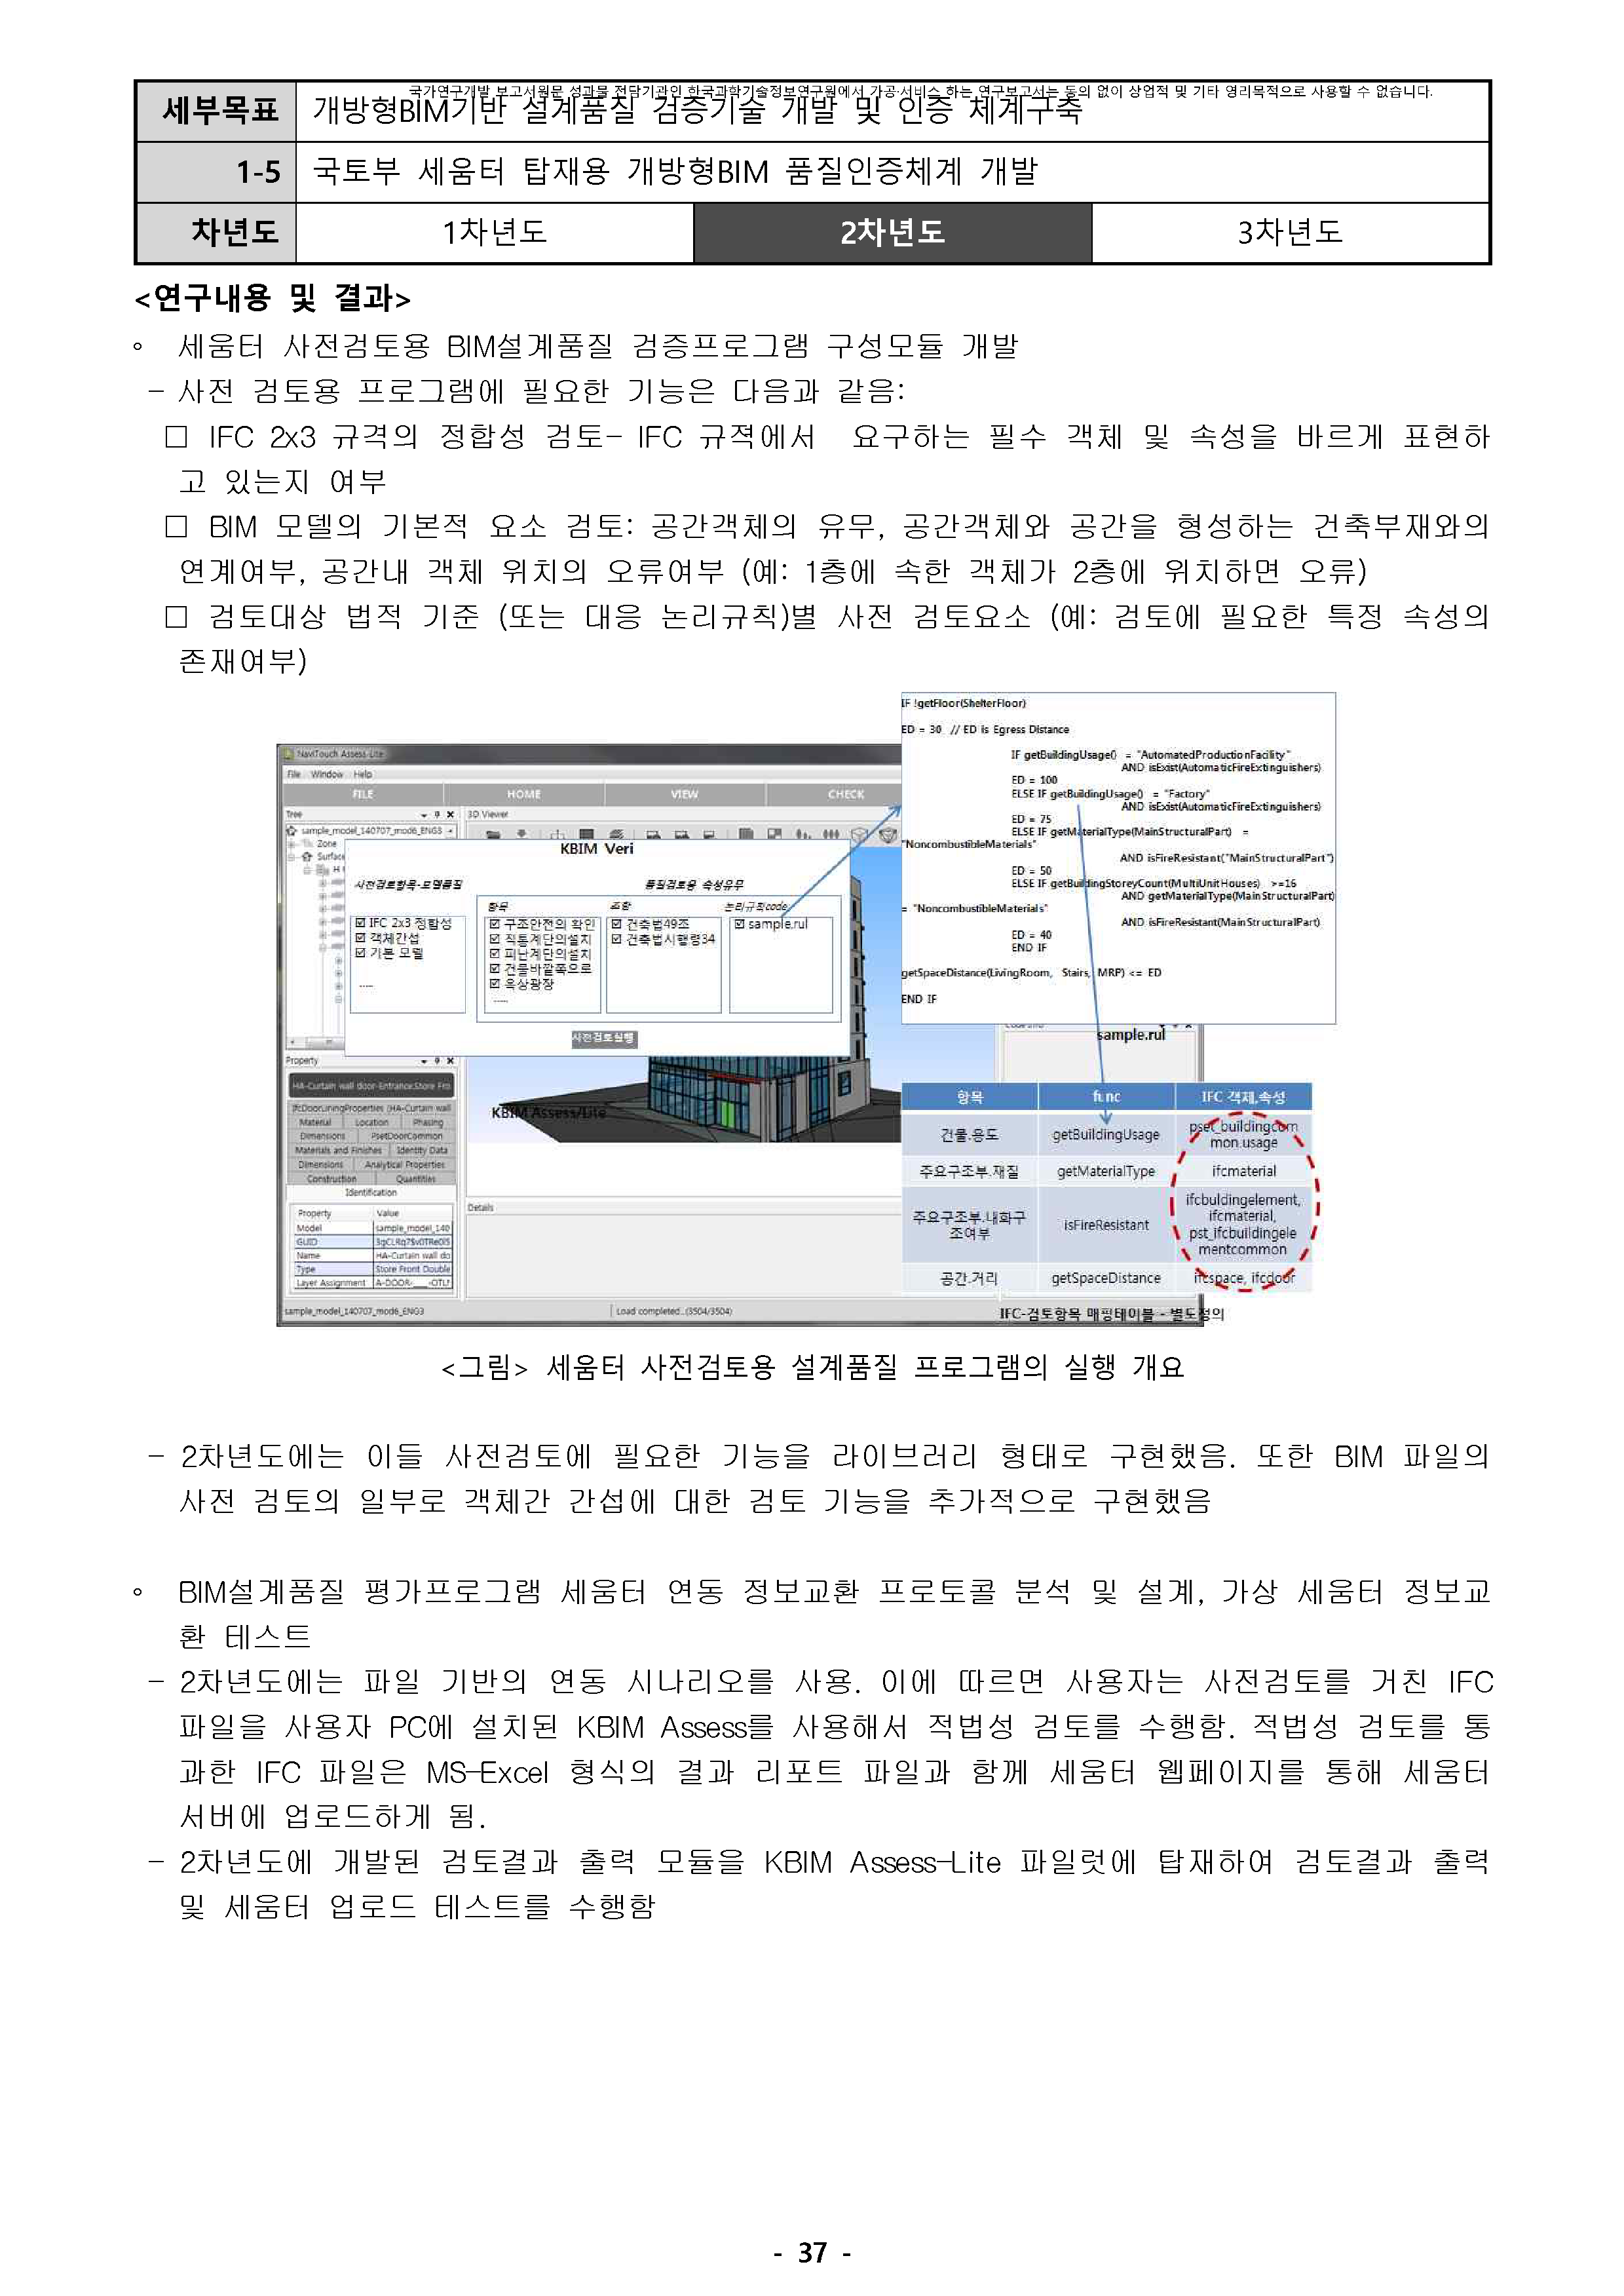 국가연구개발 보고서원문 성과물 전담기관인 한국과학기술정보연구원에서 가공·서비스 하는 연구보고서는 동의 없이 상업적 및 기타 영리목적으로 사용할 수 없습니다.
세부목표 개방형BIM기반 설계품질 검증기술 개발 및 인증 체계구축
1-5 국토부 세움터 탑재용 개방형BIM 품질인증체계 개발
차년도 1차년도 2차년도 3차년도
<연구내용 및 결과>
◦ 세움터 사전검토용 BIM설계품질 검증프로그램 구성모듈 개발
- 사전 검토용 프로그램에 필요한 기능은 다음과 같음:
□ IFC 2x3 규격의 정합성 검토- IFC 규젹에서 요구하는 필수 객체 및 속성을 바르게 표현하
고 있는지 여부
□ BIM 모델의 기본적 요소 검토: 공간객체의 유무, 공간객체와 공간을 형성하는 건축부재와의
연계여부, 공간내 객체 위치의 오류여부 (예: 1층에 속한 객체가 2층에 위치하면 오류)
□ 검토대상 법적 기준 (또는 대응 논리규칙)별 사전 검토요소 (예: 검토에 필요한 특정 속성의
존재여부)
IF !getFloor(ShelterFloor)
ED = 30 // ED is Egress Distance
IF getBuildingUsage() = "AutomatedProductionFacility"
AND isExist(AutomaticFireExtinguishers)
ED = 100
ELSE IF getBuildingUsage() = "Factory"
AND isExist(AutomaticFireExtinguishers)
ED = 75
ELSE IF getMaterialType(MainStructuralPart) =
"NoncombustibleMaterials"
AND isFireResistant("MainStructuralPart")
ED = 50
ELSE IF getBuildingStoreyCount(MultiUnitHouses) >=16
AND getMaterialType(MainStructuralPart)
= "NoncombustibleMaterials"
AND isFireResistant(MainStructuralPart)
ED = 40
END IF
getSpaceDistance(LivingRoom, Stairs, MRP) <= ED
END IF
sample.rul
NaviTouch Assess-Lite
File Window Help
FILE HOME VIEW CHECK
Tree 3D Viewer
sample_model_140707_mod6_ENG3
Zone
Surface
KBIM Veri
사전검토항목-모델품질 품질검토용 속성유무
항목 조항 논리규칙code
☑ IFC 2x3 정합성 ☑ 구조안전의 확인 ☑ 건축법49조 ☑ sample.rul
☑ 객체간섭 ☑ 직통계단의설치 ☑ 건축법시행령34
☑ 기본 모델 ☑ 피난계단의설치
☑ 건물바깥쪽으로
..... ☑ 옥상광장
.....
사전검토실행
KBIM Assess/Lite
Property
HA-Curtain wall door-Entrance:Store Fro
IfcDoorLiningProperties (HA-Curtain wall
Material Location Phasing
Dimensions PsetDoorCommon
Materials and Finishes Identity Data
Dimensions Analytical Properties
Construction Quantities
Identification
Property Value
Model sample_model_140
GUID
Name HA-Curtain wall do
Type Store Front Double
Layer Assignment
Details
sample_model_140707_mod6_ENG3 Load completed..(3504/3504)
항목 func IFC 객체,속성
건물.용도 getBuildingUsage pset_buildingcom
mon.usage
주요구조부.재질 getMaterialType ifcmaterial
주요구조부.내화구
조여부 isFireResistant ifcbuldingelement,
ifcmaterial,
pst_ifcbuildingele
mentcommon
공간.거리 getSpaceDistance ifcspace, ifcdoor
IFC-검토항목 매핑테이블 - 별도정의
<그림> 세움터 사전검토용 설계품질 프로그램의 실행 개요
- 2차년도에는 이들 사전검토에 필요한 기능을 라이브러리 형태로 구현했음. 또한 BIM 파일의
사전 검토의 일부로 객체간 간섭에 대한 검토 기능을 추가적으로 구현했음
◦ BIM설계품질 평가프로그램 세움터 연동 정보교환 프로토콜 분석 및 설계, 가상 세움터 정보교
환 테스트
- 2차년도에는 파일 기반의 연동 시나리오를 사용. 이에 따르면 사용자는 사전검토를 거친 IFC
파일을 사용자 PC에 설치된 KBIM Assess를 사용해서 적법성 검토를 수행함. 적법성 검토를 통
과한 IFC 파일은 MS-Excel 형식의 결과 리포트 파일과 함께 세움터 웹페이지를 통해 세움터
서버에 업로드하게 됨.
- 2차년도에 개발된 검토결과 출력 모듈을 KBIM Assess-Lite 파일럿에 탑재하여 검토결과 출력
및 세움터 업로드 테스트를 수행함
- 37 -